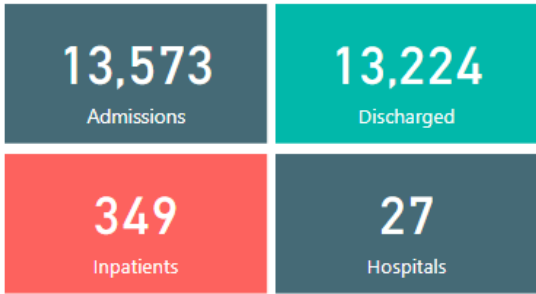 13,573
Admissions
13,224
Discharged
349
Inpatients
27
Hospitals